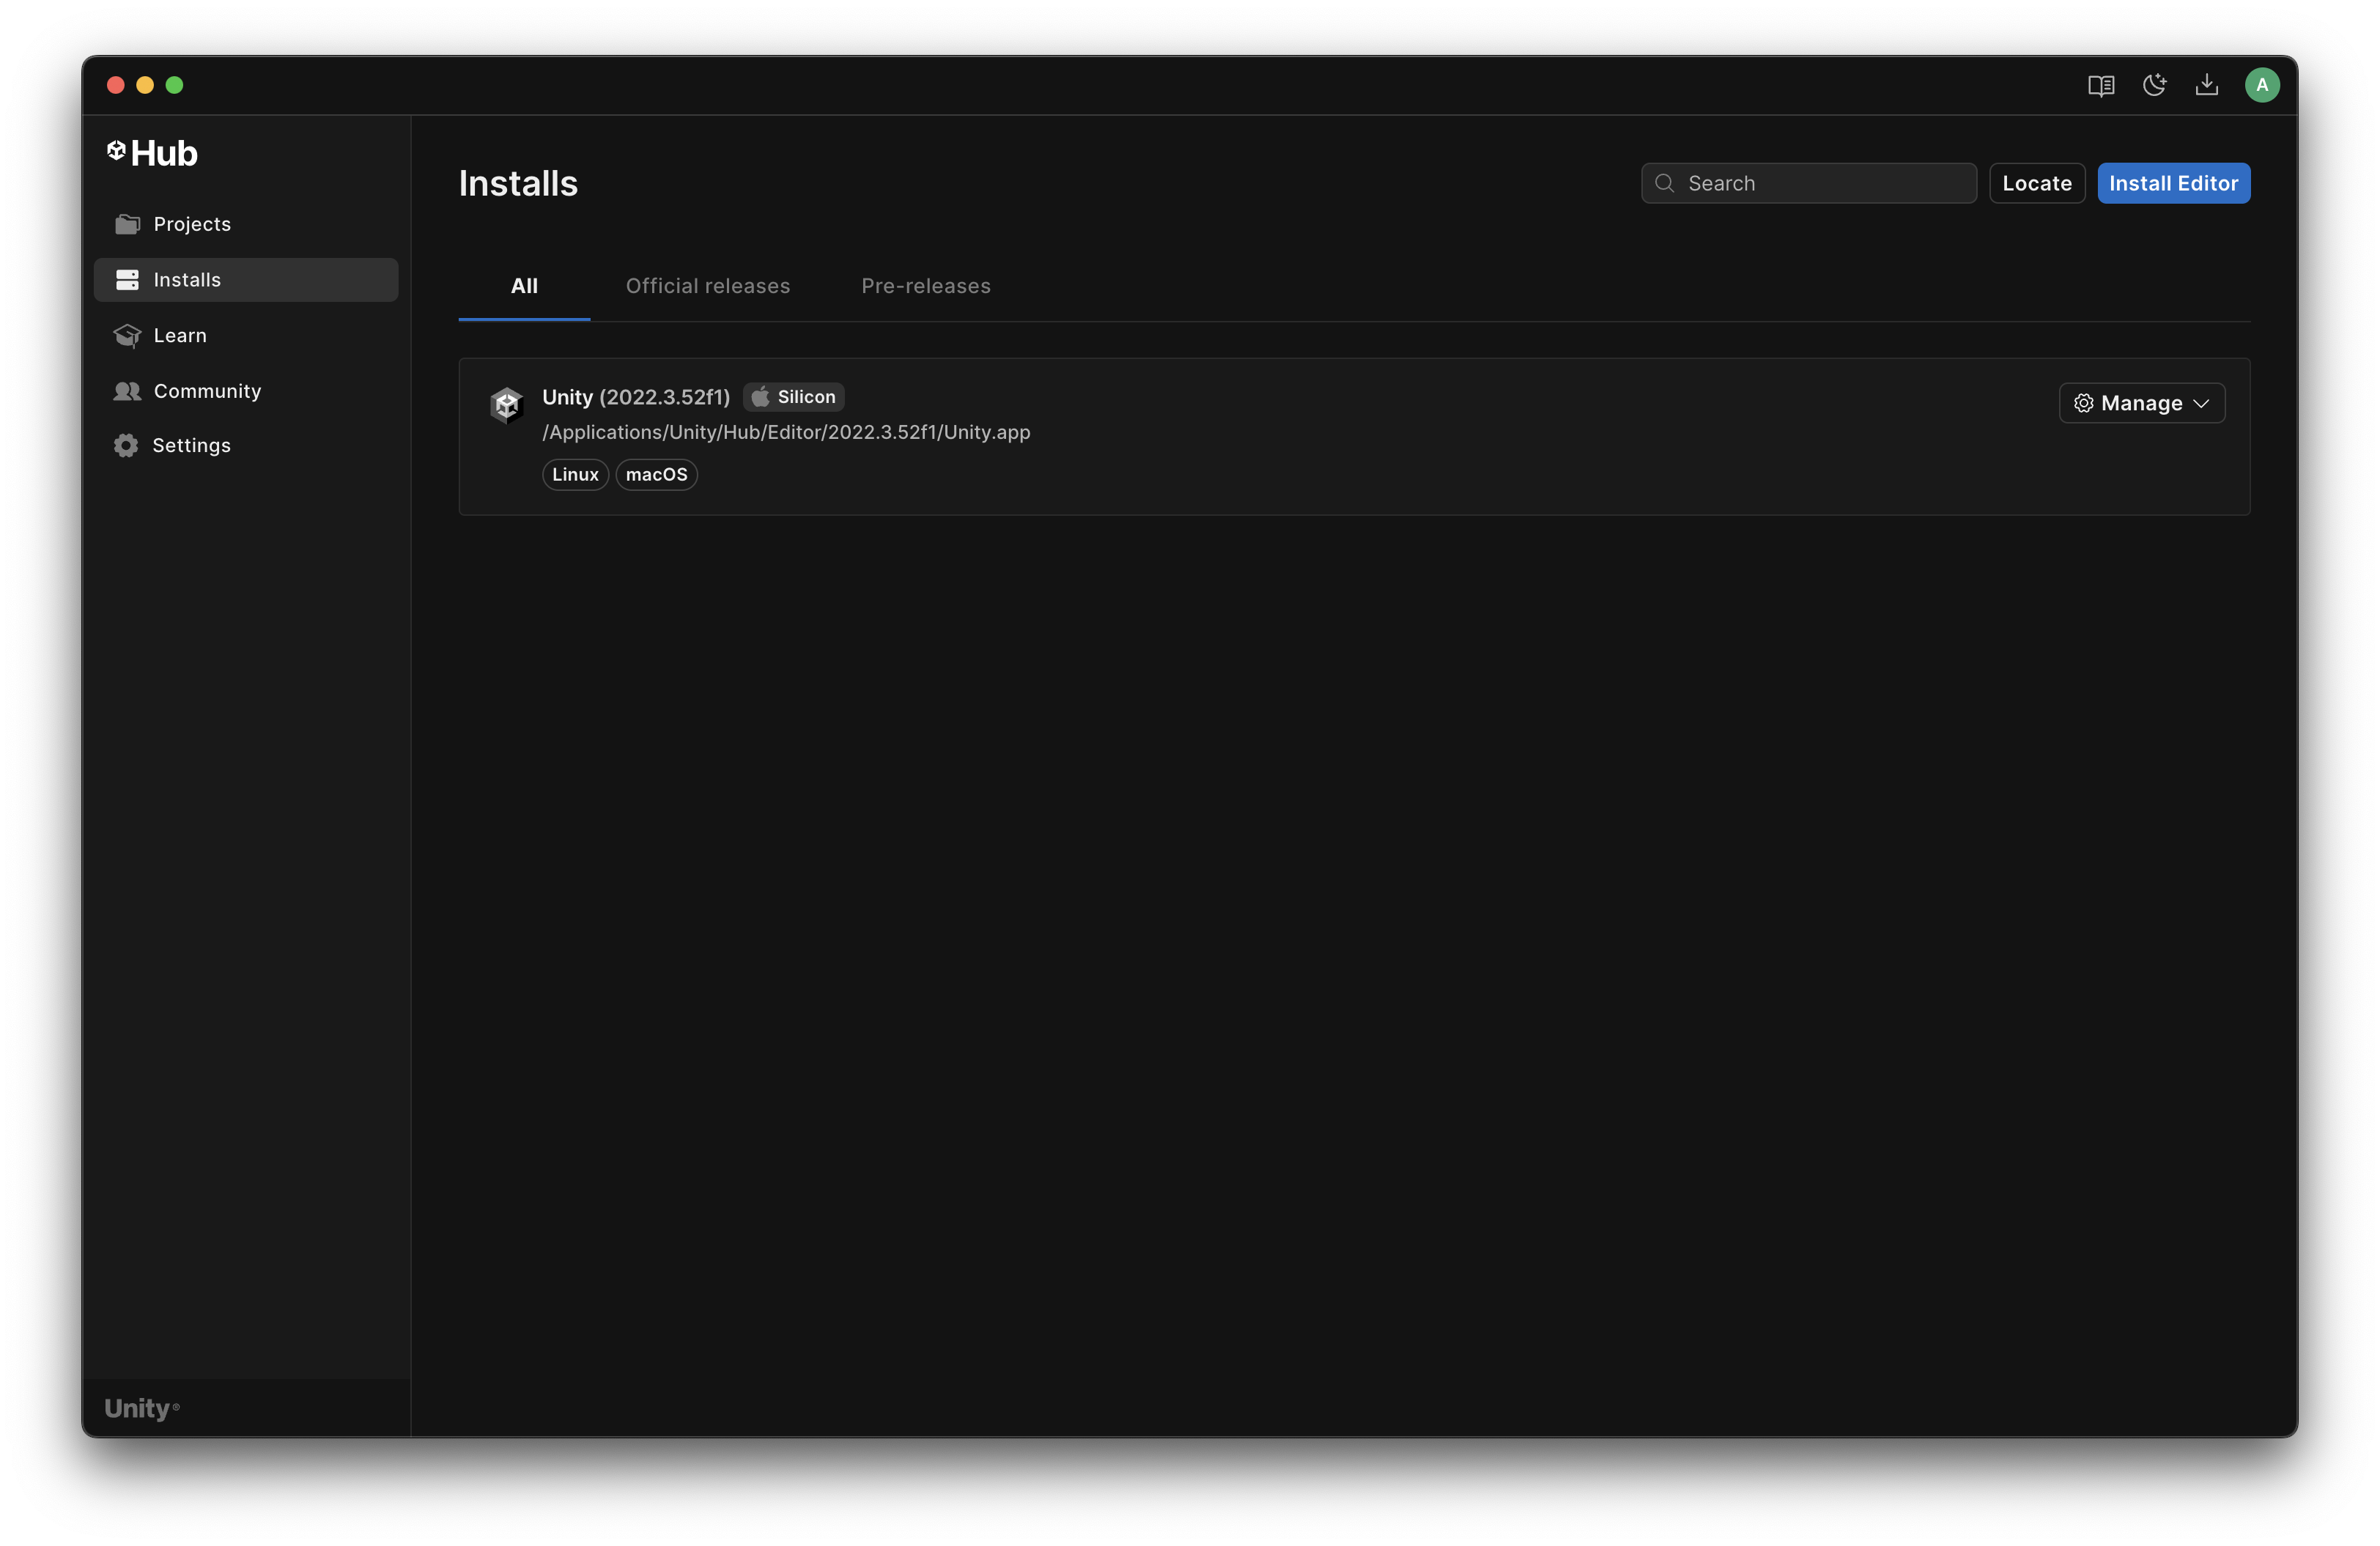 A
Hub
Projects
Installs
Learn
Community
Settings
Unity®
Installs
Search
Locate
Install Editor
All
Official releases
Pre-releases
Unity (2022.3.52f1)
Silicon
/Applications/Unity/Hub/Editor/2022.3.52f1/Unity.app
Linux
macOS
Manage